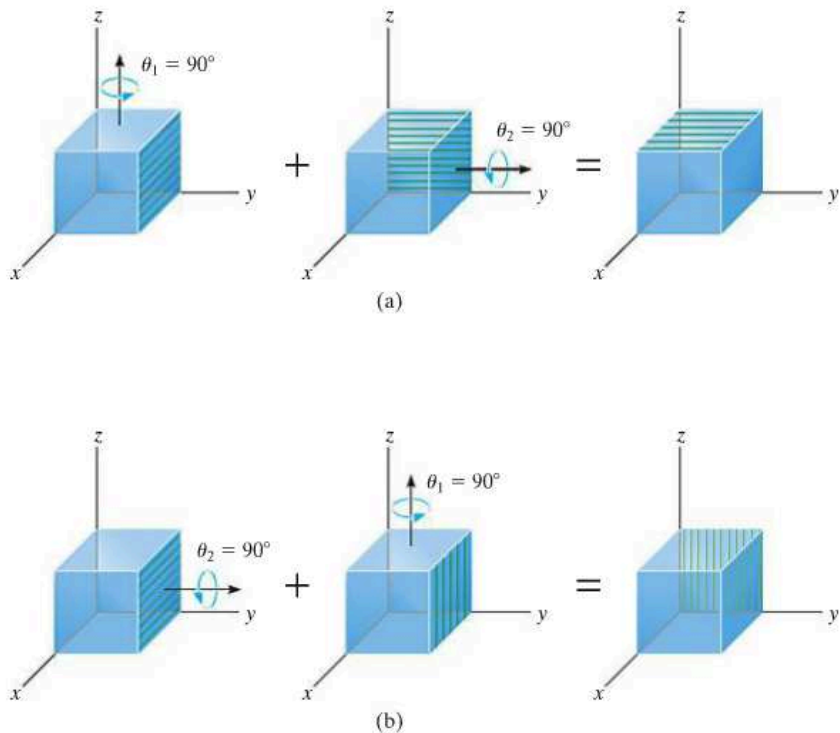 z z z
θ₁ = 90°
θ₂ = 90°
+ =
y y y
x x x
(a)
z z z
θ₁ = 90°
θ₂ = 90°
+ =
y y y
x x x
(b)